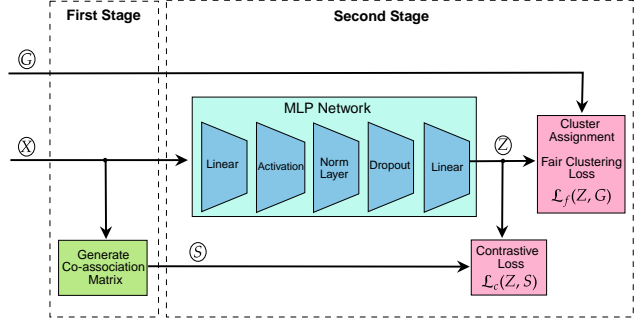 First Stage
Second Stage
G
MLP Network
X
Linear
Activation
Norm
Layer
Dropout
Linear
Z
Cluster
Assignment
Fair Clustering
Loss
ℒf(Z, G)
Generate
Co-association
Matrix
S
Contrastive
Loss
ℒc(Z, S)